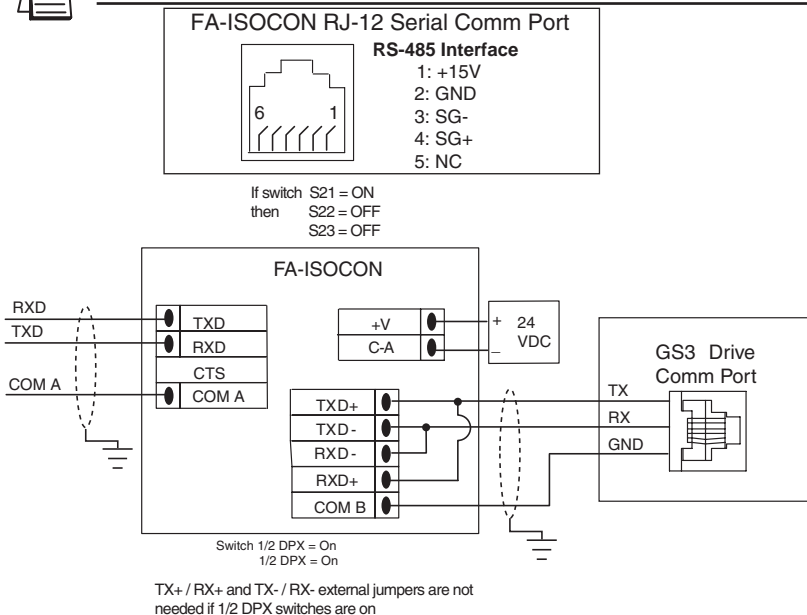 FA-ISOCON RJ-12 Serial Comm Port
RS-485 Interface
1: +15V
2: GND
3: SG-
4: SG+
5: NC
6 1
If switch S21 = ON
then S22 = OFF
S23 = OFF
FA-ISOCON
RXD
TXD
COM A
TXD
RXD
CTS
COM A
+V
C-A
+ 24
– VDC
TXD+
TXD-
RXD-
RXD+
COM B
GS3 Drive
Comm Port
TX
RX
GND
Switch 1/2 DPX = On
1/2 DPX = On
TX+ / RX+ and TX- / RX- external jumpers are not
needed if 1/2 DPX switches are on